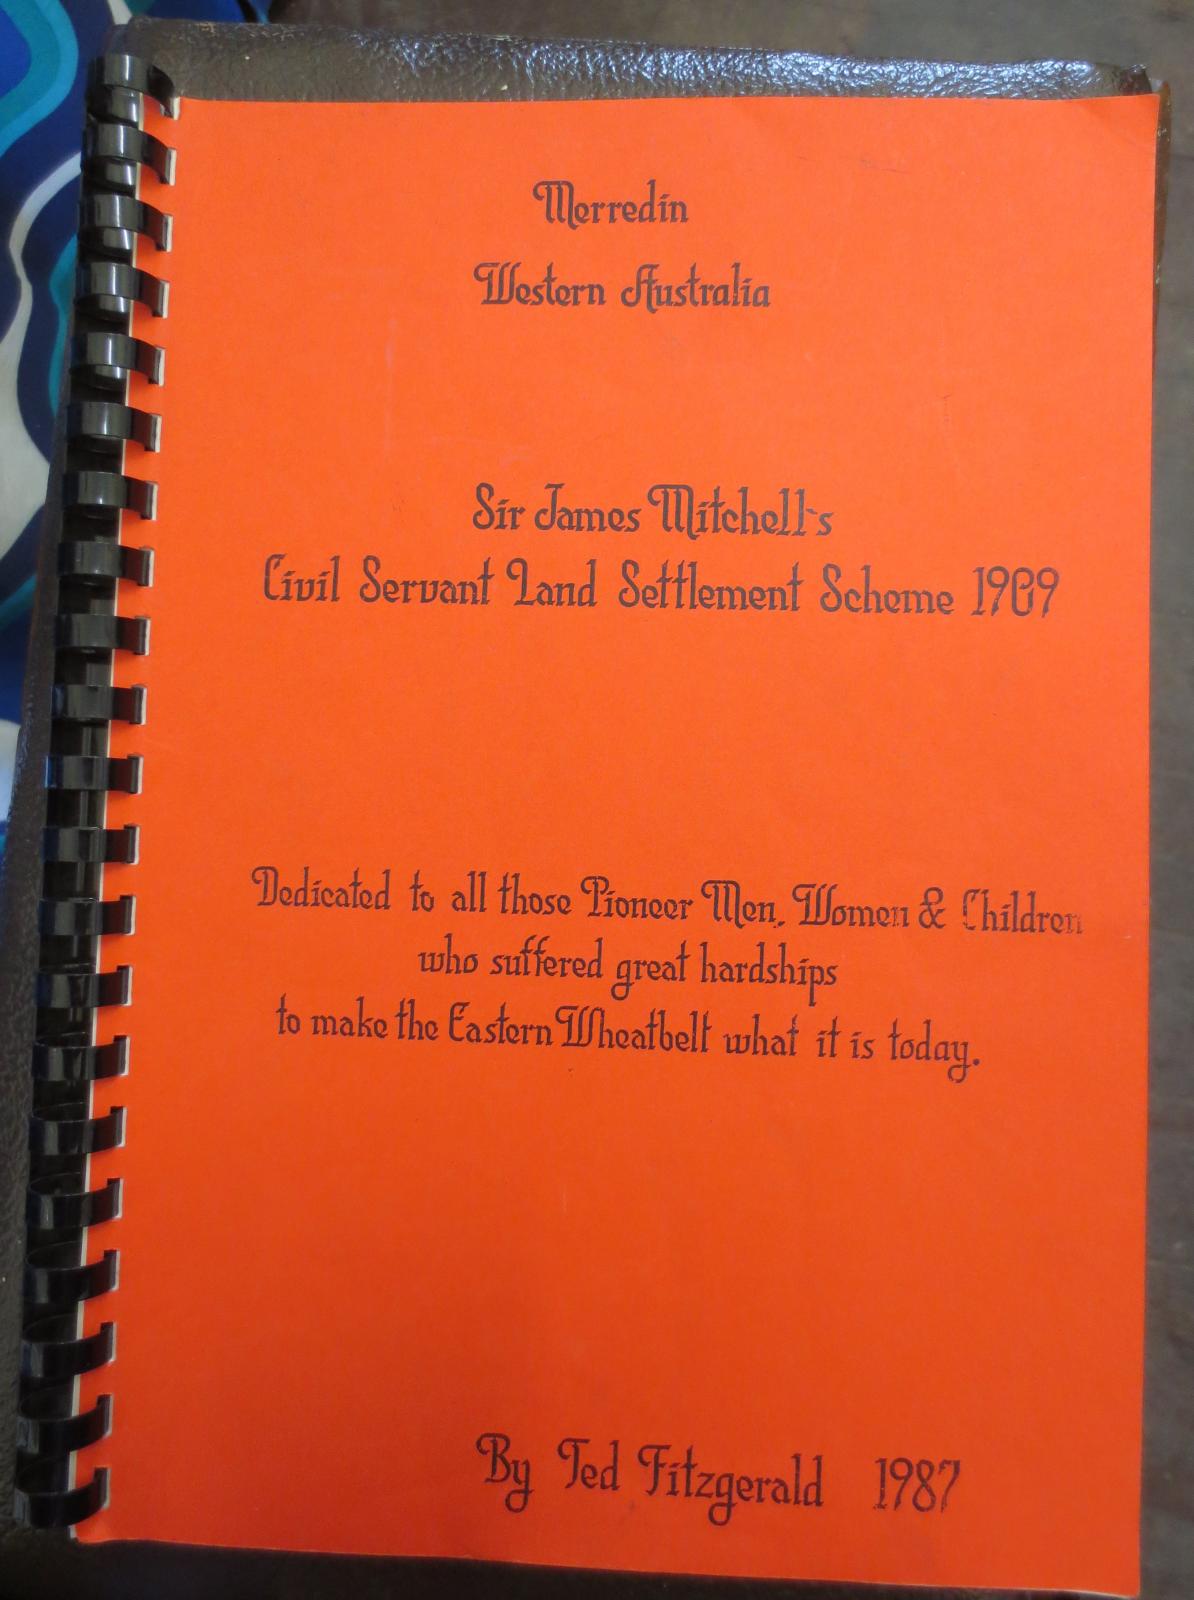 Merredin
Western Australia
Sir James Mitchell's
Civil Servant Land Settlement Scheme 1909
Dedicated to all those Pioneer Men, Women & Children
who suffered great hardships
to make the Eastern Wheatbelt what it is today.
By Ted Fitzgerald 1987